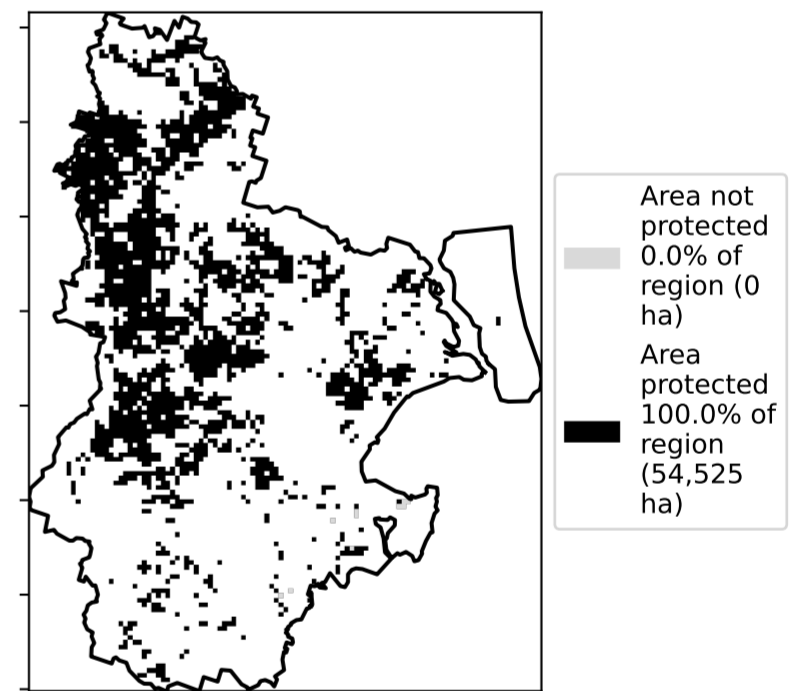 Area not
protected
0.0% of
region (0
ha)
Area
protected
100.0% of
region
(54,525
ha)